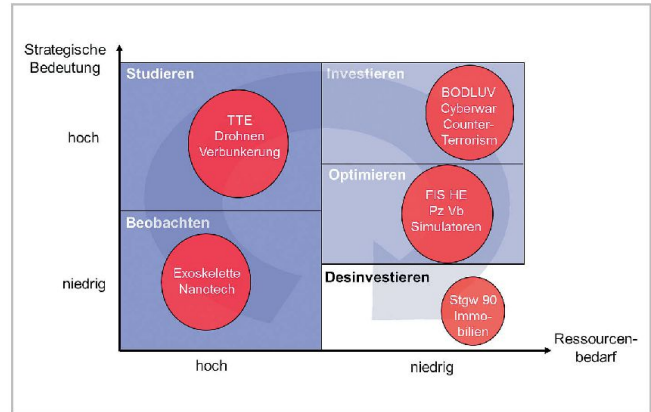 Strategische
Bedeutung
Studieren
Investieren
TTE
Drohnen
Verbunkerung
BODLUV
Cyberwar
Counter-
Terrorism
hoch
Optimieren
FIS HE
Pz Vb
Simulatoren
Beobachten
Exoskelette
Nanotech
niedrig
Desinvestieren
Stgw 90
Immo-
bilien
Ressourcen-
bedarf
hoch
niedrig